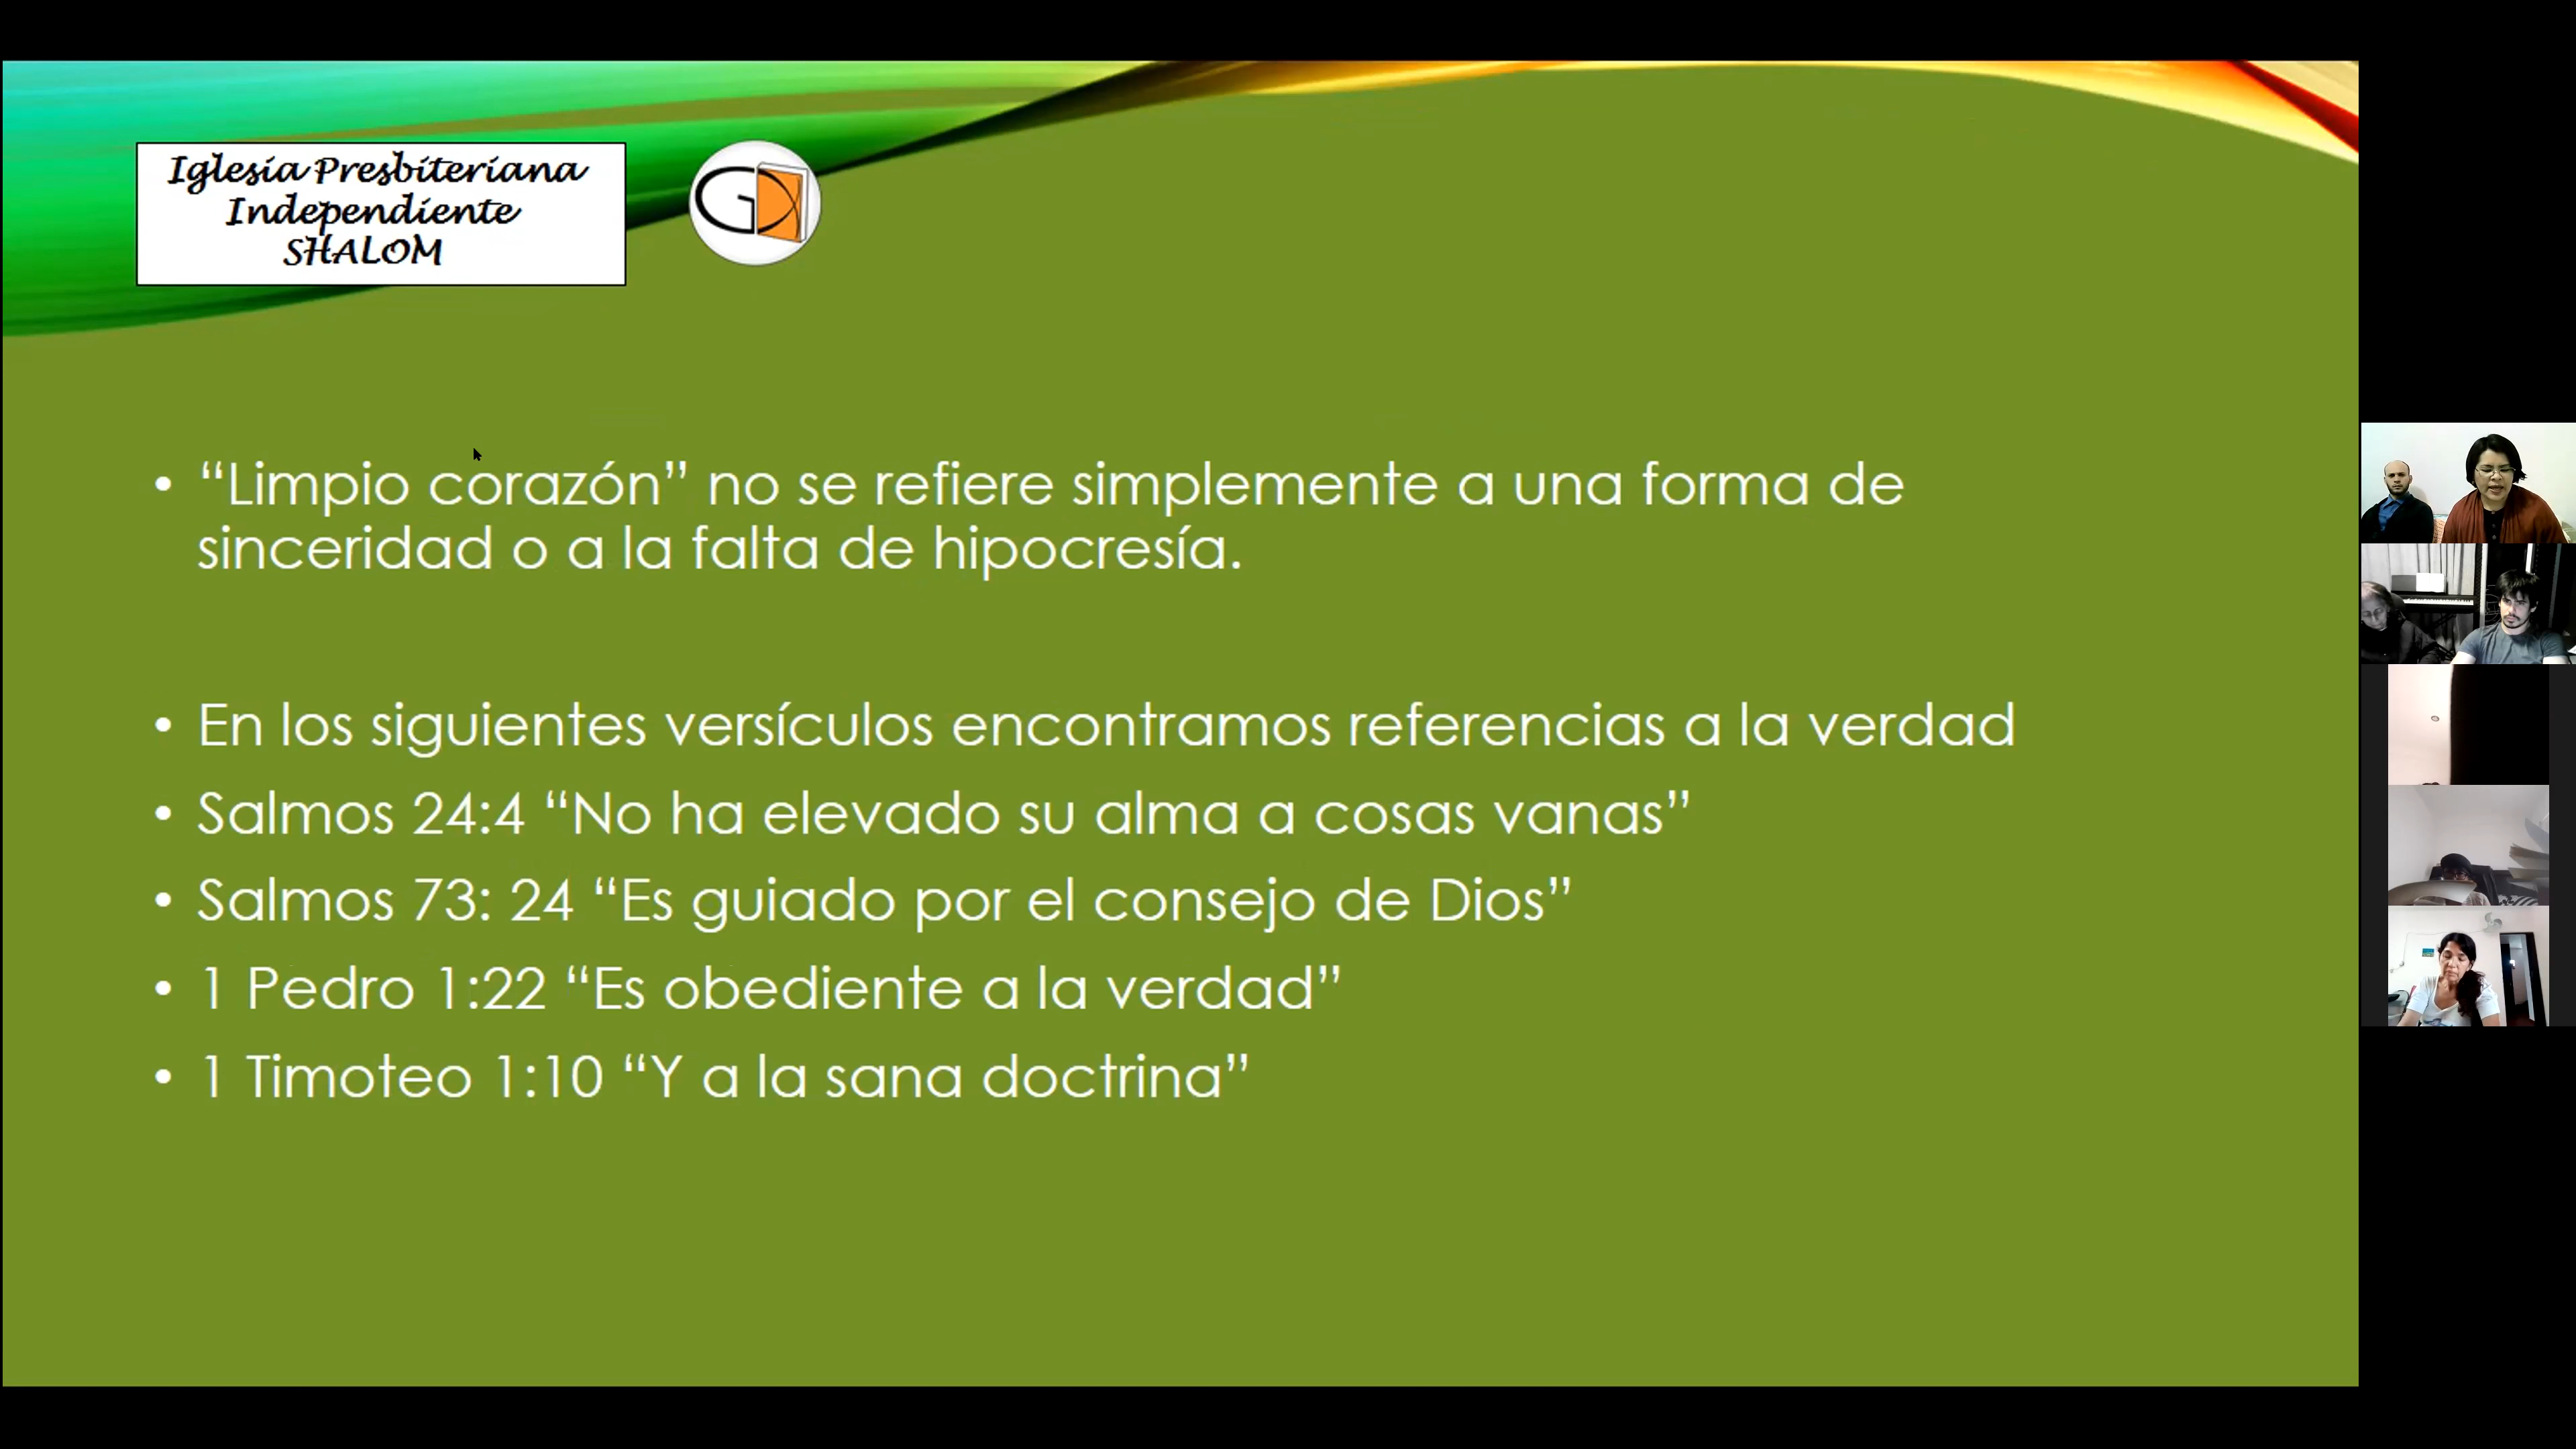 Iglesia Presbiteriana
Independiente
SHALOM
• “Limpio corazón” no se refiere simplemente a una forma de
sinceridad o a la falta de hipocresía.
• En los siguientes versículos encontramos referencias a la verdad
• Salmos 24:4 “No ha elevado su alma a cosas vanas”
• Salmos 73: 24 “Es guiado por el consejo de Dios”
• 1 Pedro 1:22 “Es obediente a la verdad”
• 1 Timoteo 1:10 “Y a la sana doctrina”